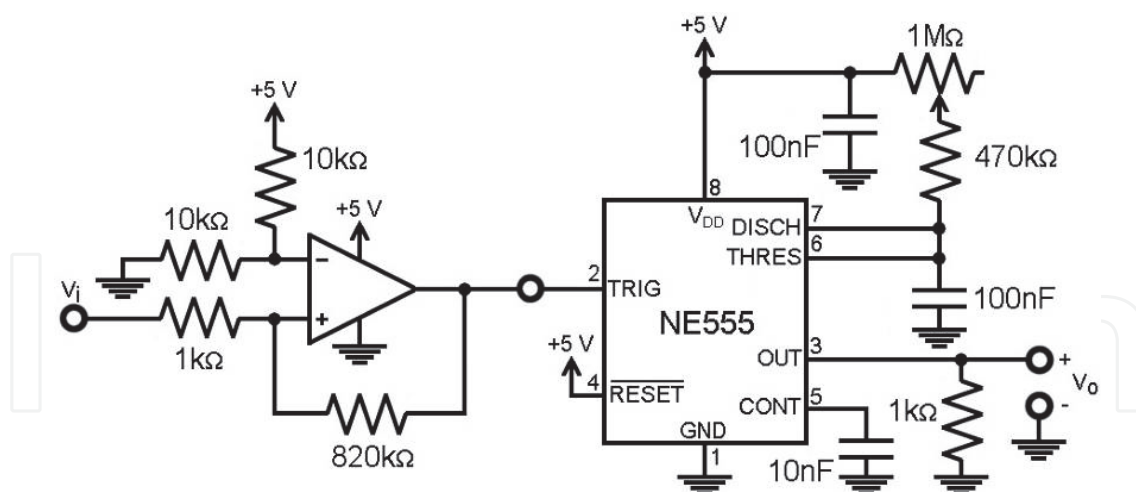 +5 V
1MΩ
+5 V
10kΩ
100nF
470kΩ
+5 V
10kΩ
8
VDD
DISCH
7
THRES
6
Vi
−
+
1kΩ
2
TRIG
NE555
100nF
+5 V
OUT
3
+
Vo
-
4
RESET
CONT
5
1kΩ
820kΩ
GND
1
10nF